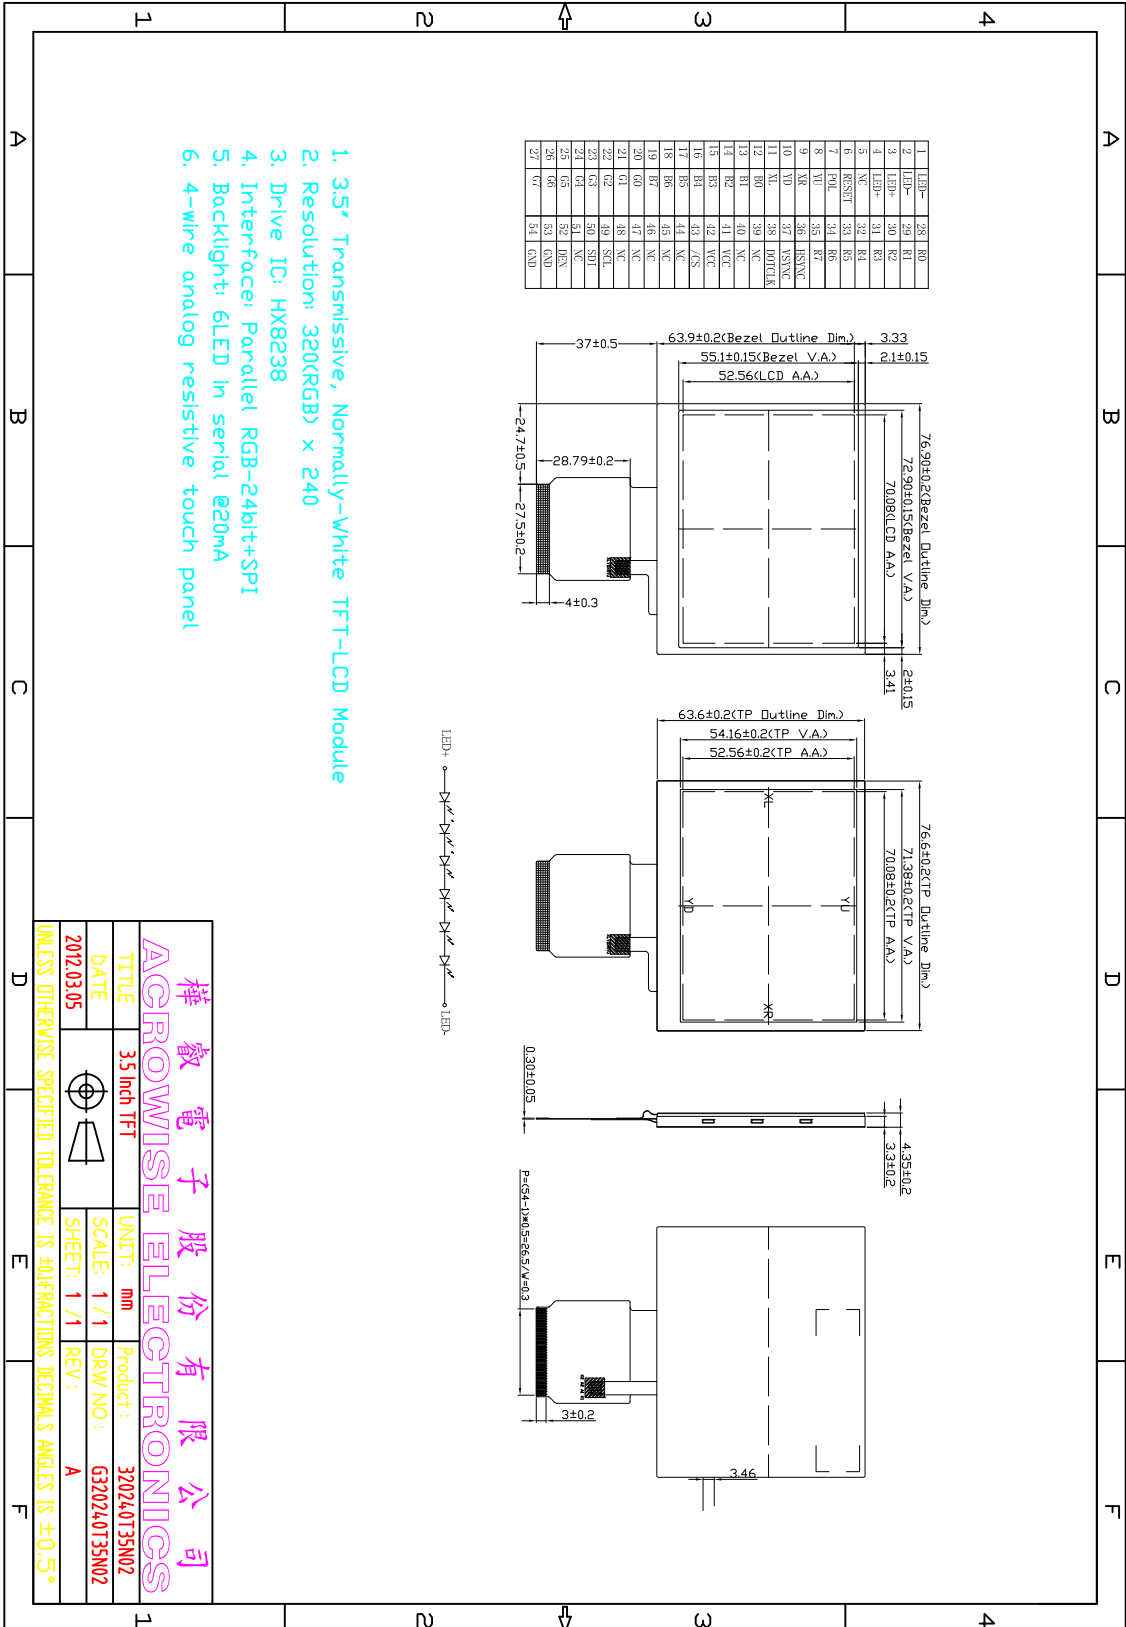 1 2 3 4
A B C D E F
1 LED- 28 R0
2 LED- 29 R1
3 LED+ 30 R2
4 LED+ 31 R3
5 NC 32 R4
6 RESET 33 R5
7 POL 34 R6
8 YU 35 R7
9 XR 36 HSYNC
10 YD 37 VSYNC
11 XL 38 DOTCLK
12 B0 39 NC
13 B1 40 NC
14 B2 41 VCC
15 B3 42 VCC
16 B4 43 /CS
17 B5 44 NC
18 B6 45 NC
19 B7 46 NC
20 G0 47 NC
21 G1 48 NC
22 G2 49 SCL
23 G3 50 SDI
24 G4 51 NC
25 G5 52 DEN
26 G6 53 GND
27 G7 54 GND
76.90±0.2(Bezel Outline Dim.)
72.90±0.15(Bezel V.A.)
70.08(LCD A.A.)
2±0.15
3.41
3.33
2.1±0.15
63.9±0.2(Bezel Outline Dim.)
55.1±0.15(Bezel V.A.)
52.56(LCD A.A.)
37±0.5
28.79±0.2
24.7±0.5
27.5±0.2
4±0.3
76.6±0.2(TP Outline Dim.)
71.38±0.2(TP V.A.)
70.08±0.2(TP A.A.)
63.6±0.2(TP Outline Dim.)
54.16±0.2(TP V.A.)
52.56±0.2(TP A.A.)
YU
XL
XR
YD
4.35±0.2
3.3±0.2
0.30±0.05
P=(54-1)*0.5=26.5/W=0.3
3±0.2
3.46
LED+
LED-
1. 3.5" Transmissive, Normally-White TFT-LCD Module
2. Resolution: 320(RGB) x 240
3. Drive IC: HX8238
4. Interface: Parallel RGB-24bit+SPI
5. Backlight: 6LED in serial @20mA
6. 4-wire analog resistive touch panel
樺叡電子股份有限公司
ACROWISE ELECTRONICS
TITLE 3.5 Inch TFT UNIT: mm Product : 320240T35N02
DATE SCALE: 1 /1 DRW NO : G320240T35N02
2012.03.05 SHEET: 1 /1 REV : A
UNLESS OTHERWISE SPECIFIED TOLERANCE IS ±0.1FRACTIONS DECIMALS ANGLES IS ±0.5°
1 2 3 4
A B C D E F